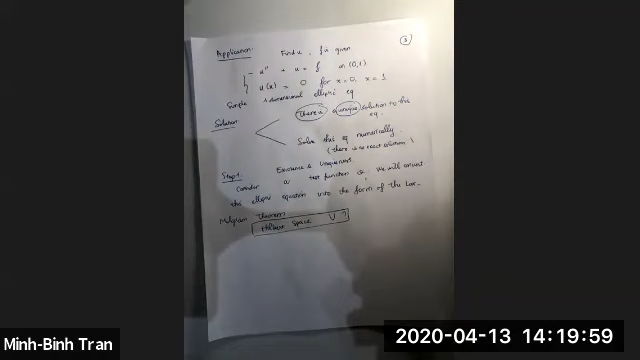 ③
Application: Find u, f is given
- u'' + u = f in (0,1)
u(x) = 0 for x=0, x=1
Simple 1 dimensional elliptic eq
Solution There is a unique solution to this
eq.
Solve this eq numerically
(there is no exact solution)
Step 1 Existence & Uniqueness
Consider a test function we will convert
this elliptic equation into the form of the Lax-
Milgram Theorem
Hilbert Space V?
Minh-Binh Tran
2020-04-13 14:19:59